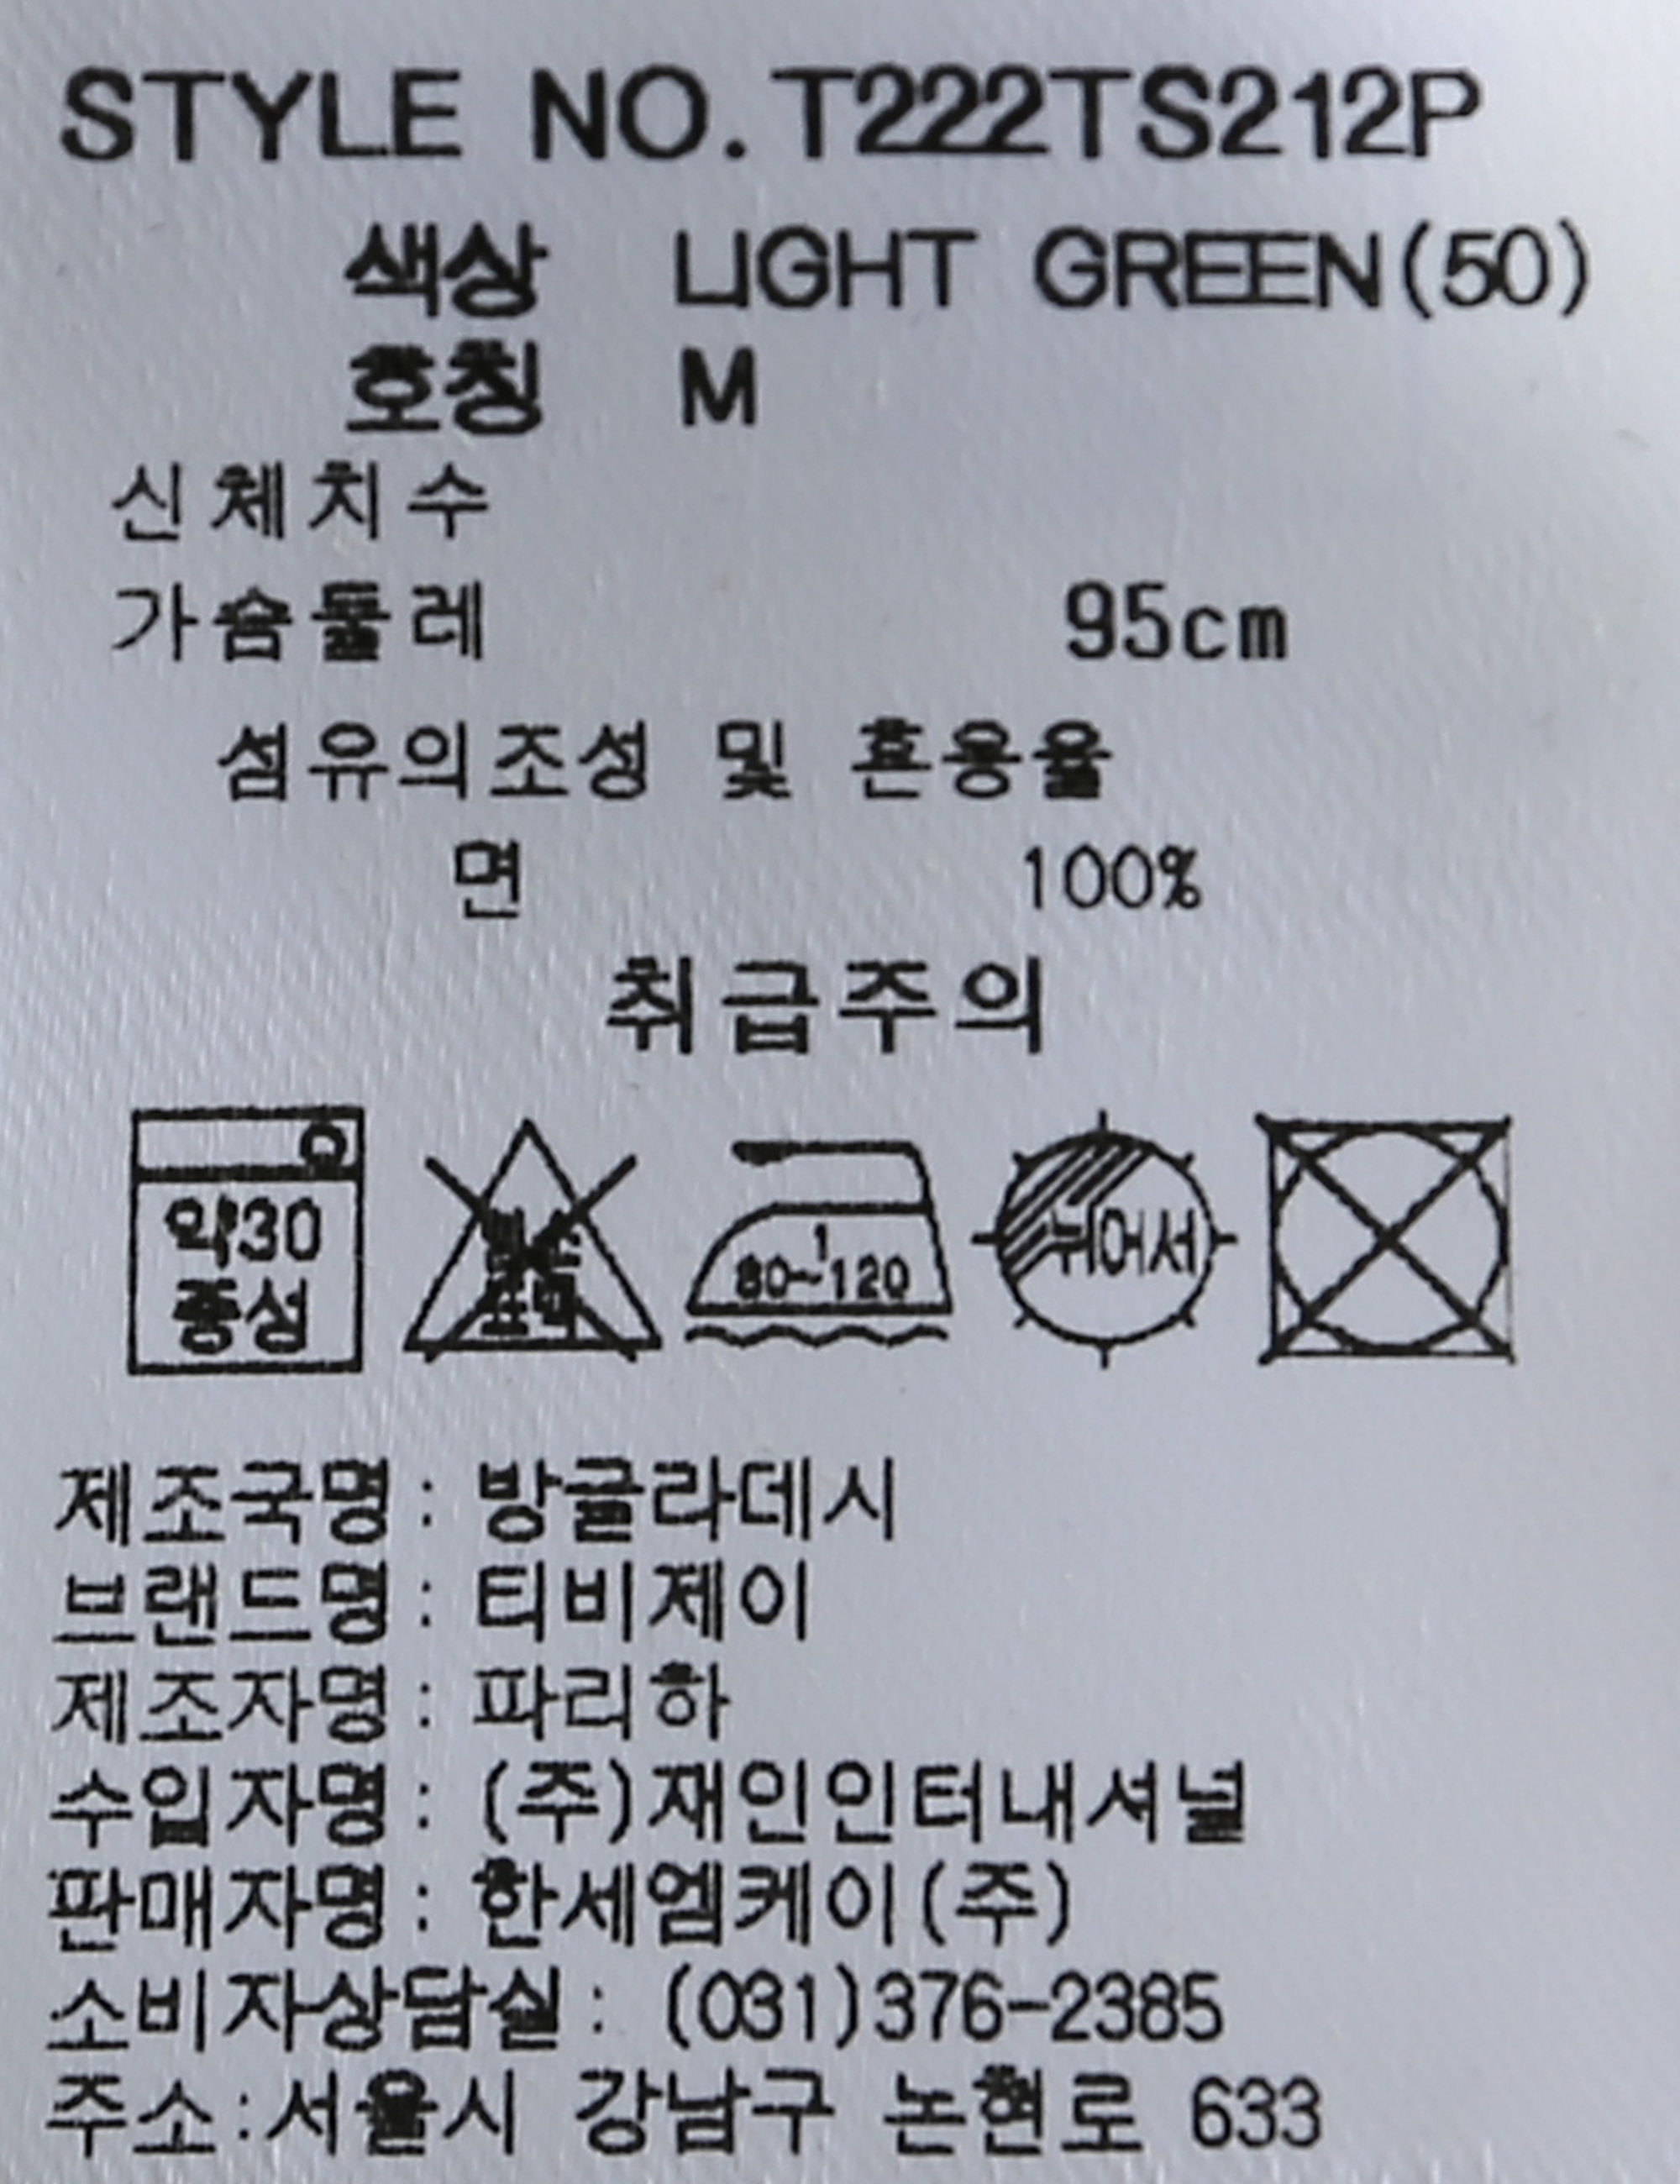 STYLE NO. T222TS212P
색상 LIGHT GREEN(50)
호칭 M
신체치수
가슴둘레 95cm
섬유의조성 및 혼용율
면 100%
취급주의
약30
중성
염소
표백
1
80~120
뉘어서
제조국명: 방글라데시
브랜드명: 티비제이
제조자명: 파리하
수입자명: (주)재인인터내셔널
판매자명: 한세엠케이(주)
소비자상담실: (031)376-2385
주소:서울시 강남구 논현로 633